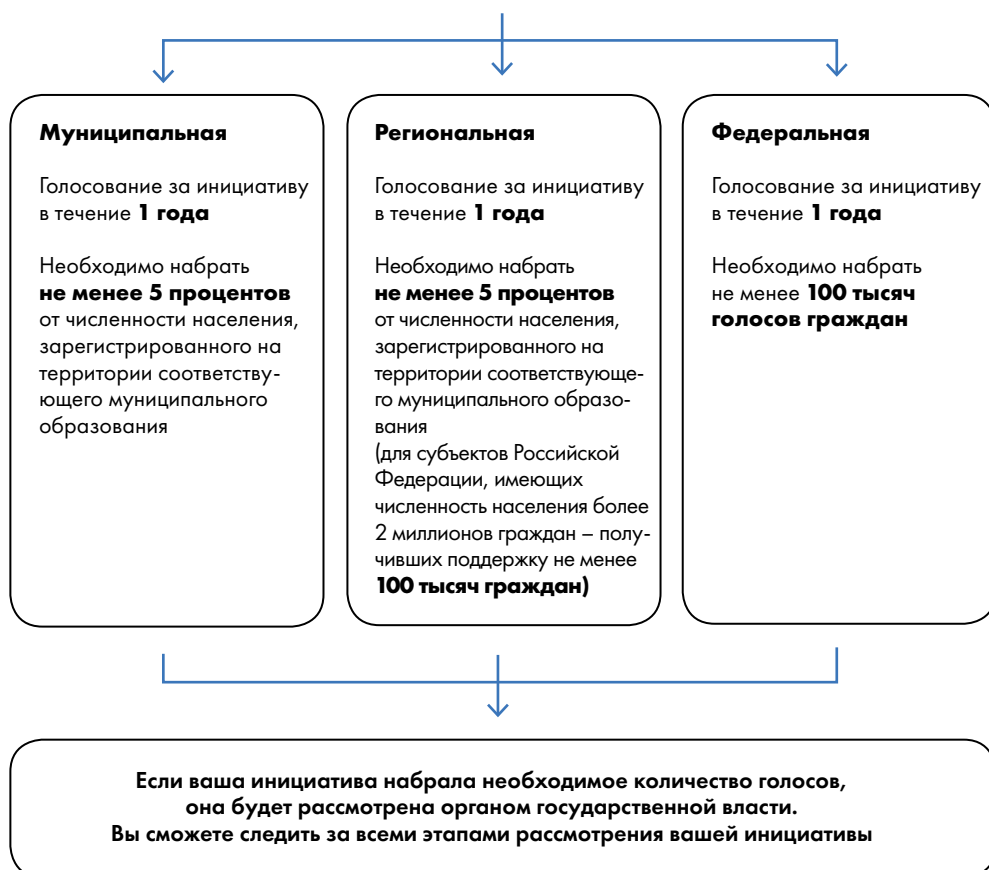 Муниципальная
Голосование за инициативу
в течение 1 года
Необходимо набрать
не менее 5 процентов
от численности населения,
зарегистрированного на
территории соответству-
ющего муниципального
образования
Региональная
Голосование за инициативу
в течение 1 года
Необходимо набрать
не менее 5 процентов
от численности населения,
зарегистрированного на
территории соответствующе-
го муниципального образо-
вания
(для субъектов Российской
Федерации, имеющих
численность населения более
2 миллионов граждан – полу-
чивших поддержку не менее
100 тысяч граждан)
Федеральная
Голосование за инициативу
в течение 1 года
Необходимо набрать
не менее 100 тысяч
голосов граждан
Если ваша инициатива набрала необходимое количество голосов,
она будет рассмотрена органом государственной власти.
Вы сможете следить за всеми этапами рассмотрения вашей инициативы